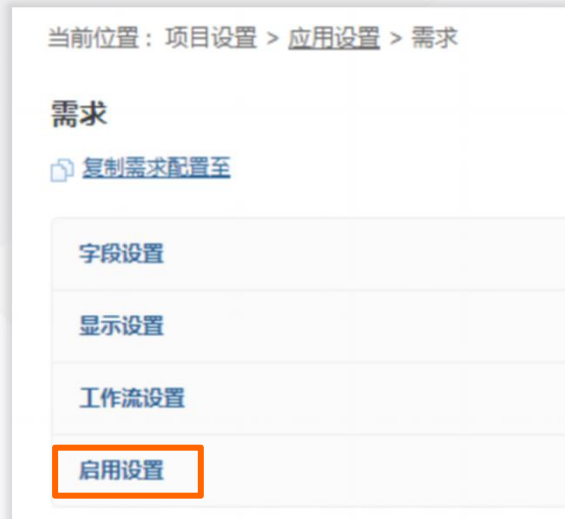 当前位置：项目设置 > 应用设置 > 需求
需求
复制需求配置至
字段设置
显示设置
工作流设置
启用设置